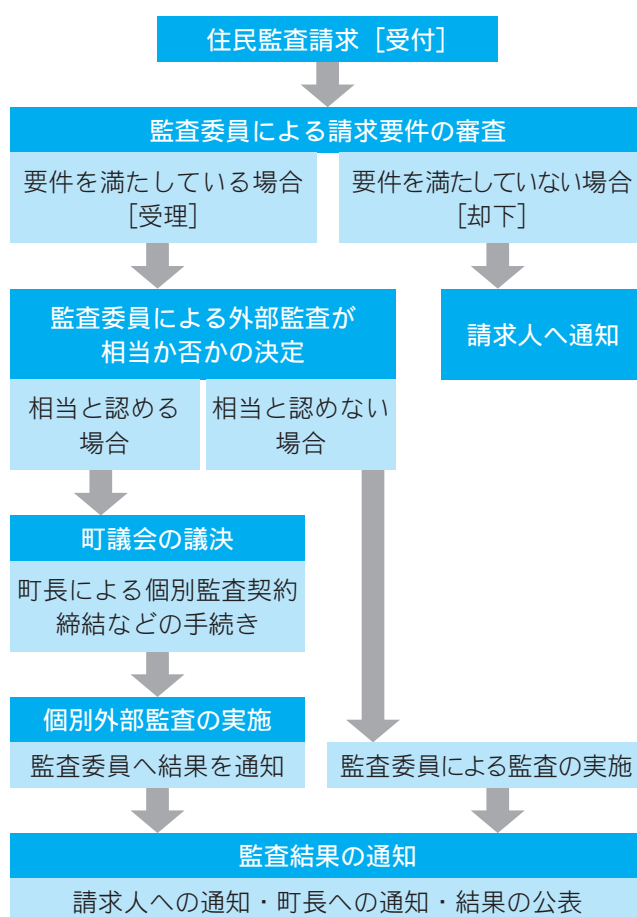 住民監査請求［受付］
監査委員による請求要件の審査
要件を満たしている場合
［受理］
要件を満たしていない場合
［却下］
監査委員による外部監査が
相当か否かの決定
請求人へ通知
相当と認める
場合
相当と認めない
場合
町議会の議決
町長による個別監査契約
締結などの手続き
個別外部監査の実施
監査委員へ結果を通知
監査委員による監査の実施
監査結果の通知
請求人への通知・町長への通知・結果の公表